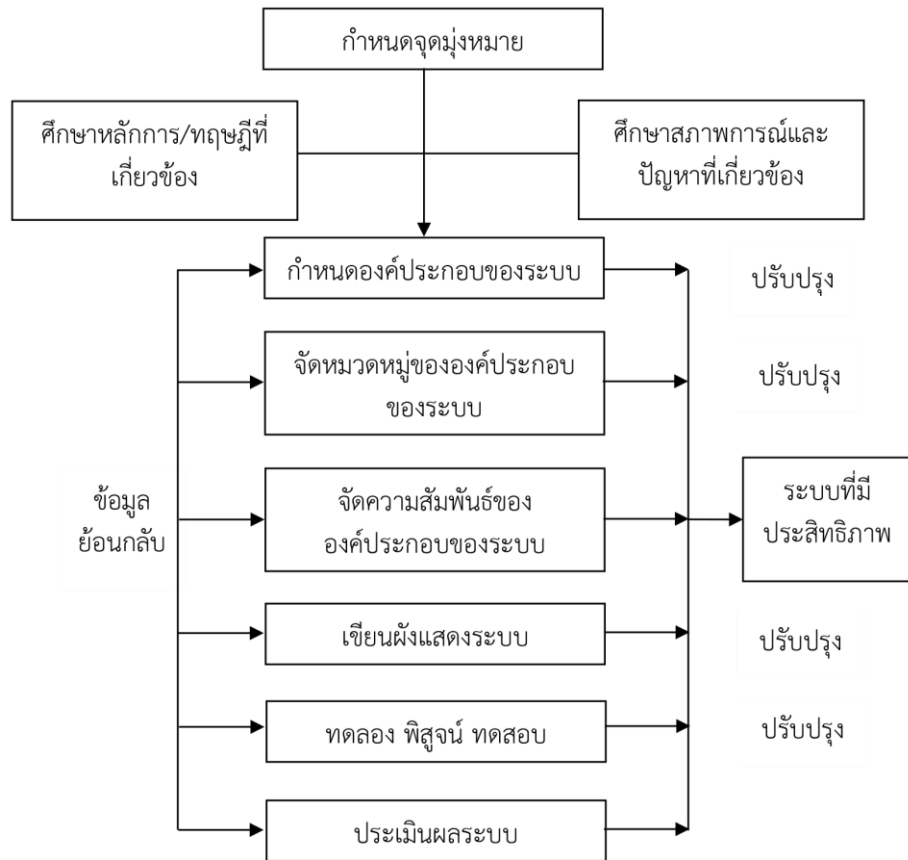 กำหนดจุดมุ่งหมาย
ศึกษาหลักการ/ทฤษฎีที่
เกี่ยวข้อง
ศึกษาสภาพการณ์และ
ปัญหาที่เกี่ยวข้อง
กำหนดองค์ประกอบของระบบ
ปรับปรุง
จัดหมวดหมู่ขององค์ประกอบ
ของระบบ
ปรับปรุง
ข้อมูล
ย้อนกลับ
จัดความสัมพันธ์ของ
องค์ประกอบของระบบ
ระบบที่มี
ประสิทธิภาพ
เขียนผังแสดงระบบ
ปรับปรุง
ทดลอง พิสูจน์ ทดสอบ
ปรับปรุง
ประเมินผลระบบ